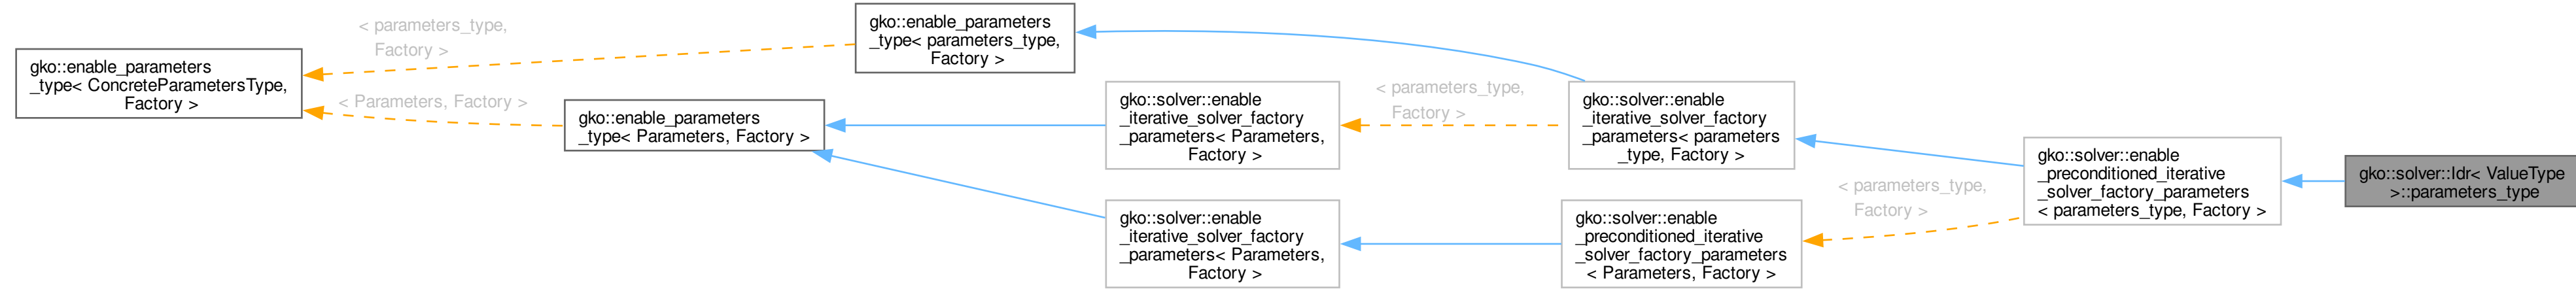 gko::enable_parameters
_type< ConcreteParametersType,
Factory >
< parameters_type,
Factory >
< Parameters, Factory >
gko::enable_parameters
_type< Parameters, Factory >
gko::enable_parameters
_type< parameters_type,
Factory >
gko::solver::enable
_iterative_solver_factory
_parameters< Parameters,
Factory >
gko::solver::enable
_iterative_solver_factory
_parameters< Parameters,
Factory >
< parameters_type,
Factory >
gko::solver::enable
_iterative_solver_factory
_parameters< parameters
_type, Factory >
gko::solver::enable
_preconditioned_iterative
_solver_factory_parameters
< Parameters, Factory >
< parameters_type,
Factory >
gko::solver::enable
_preconditioned_iterative
_solver_factory_parameters
< parameters_type, Factory >
gko::solver::Idr< ValueType
>::parameters_type